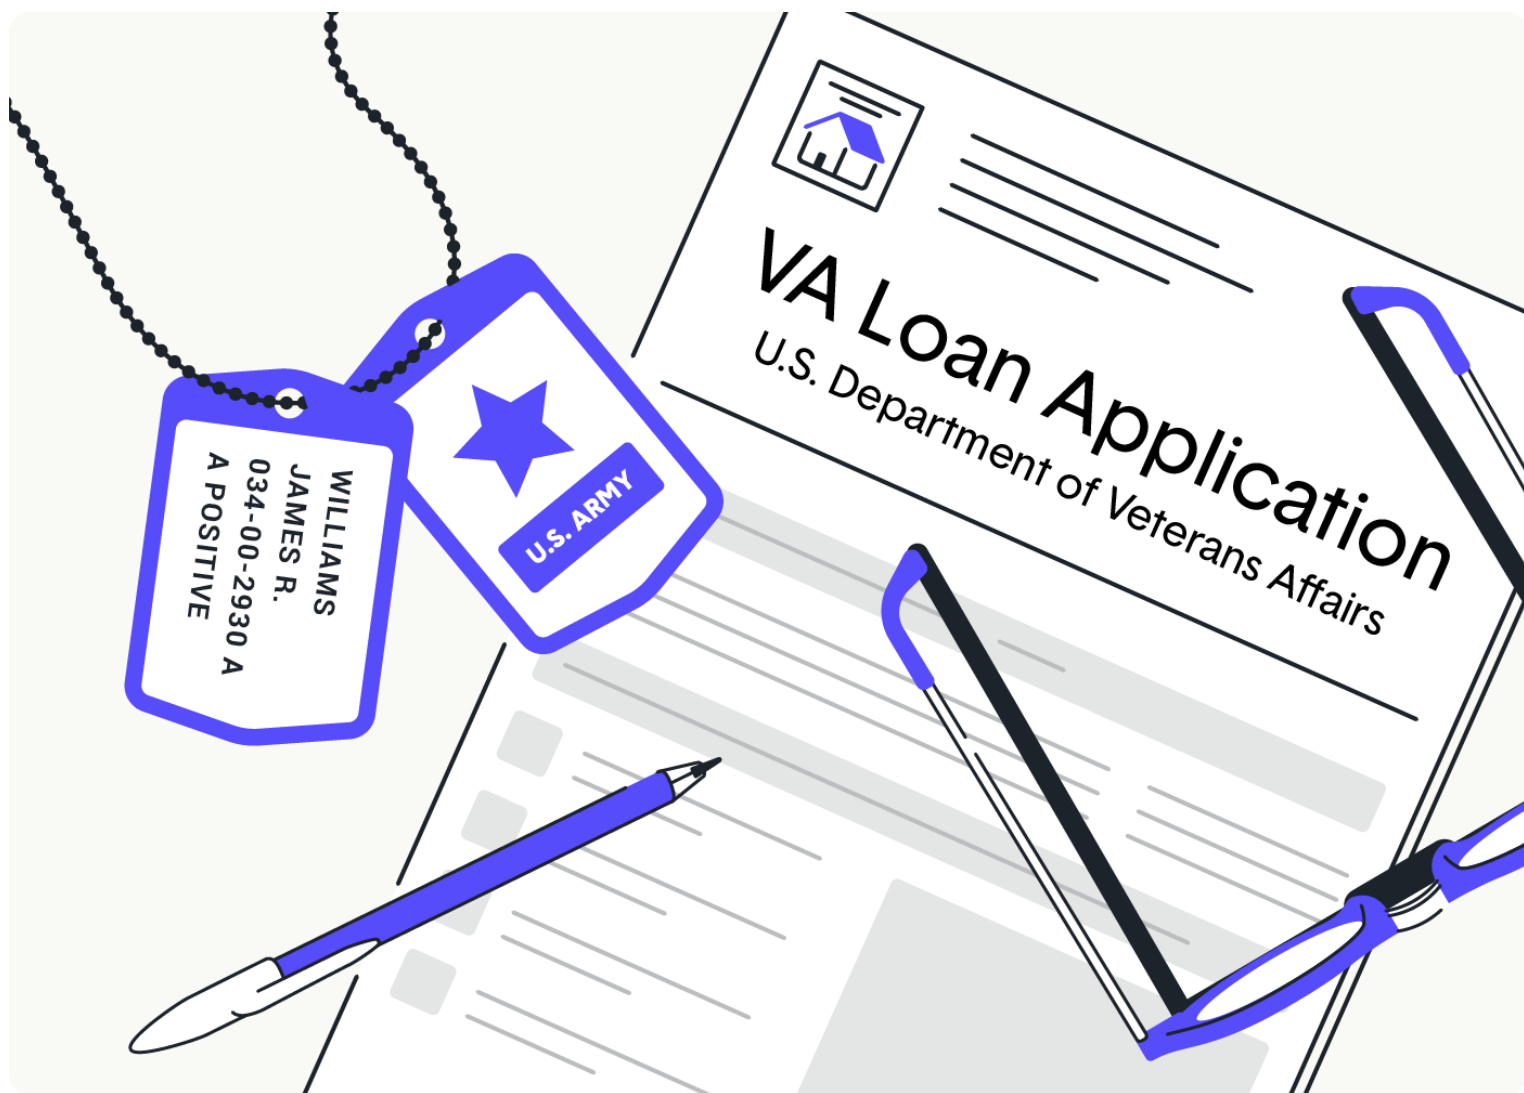 WILLIAMS
JAMES R.
034-00-2930 A
A POSITIVE
U.S. ARMY
VA Loan Application
U.S. Department of Veterans Affairs